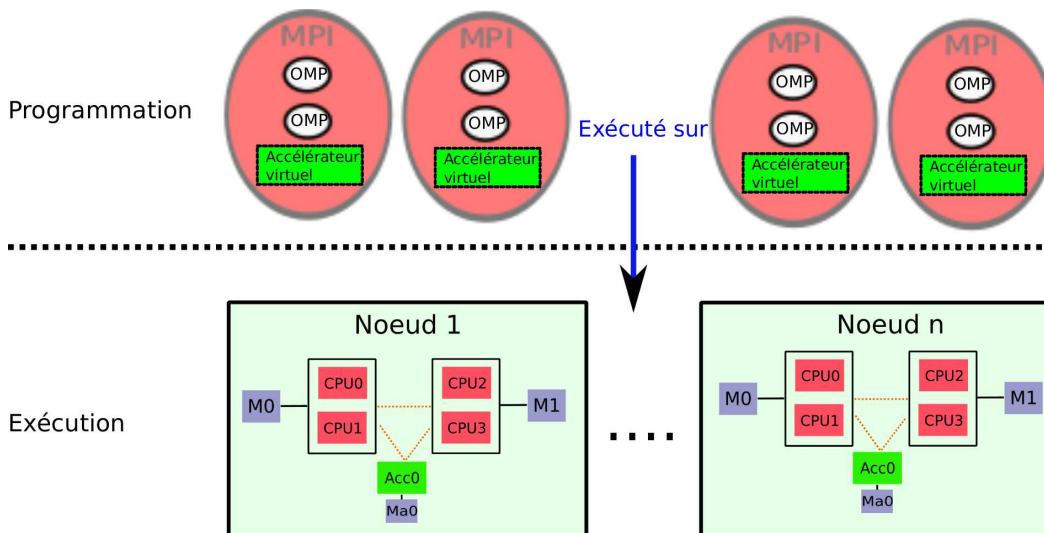 MPI
MPI
MPI
MPI
OMP
OMP
OMP
OMP
Programmation
OMP
OMP
Exécuté sur
OMP
OMP
Accélérateur
virtuel
Accélérateur
virtuel
Accélérateur
virtuel
Accélérateur
virtuel
Noeud 1
Noeud n
CPU0
CPU2
CPU0
CPU2
M0
M1
M0
M1
Exécution
CPU1
CPU3
....
CPU1
CPU3
Acc0
Acc0
Ma0
Ma0